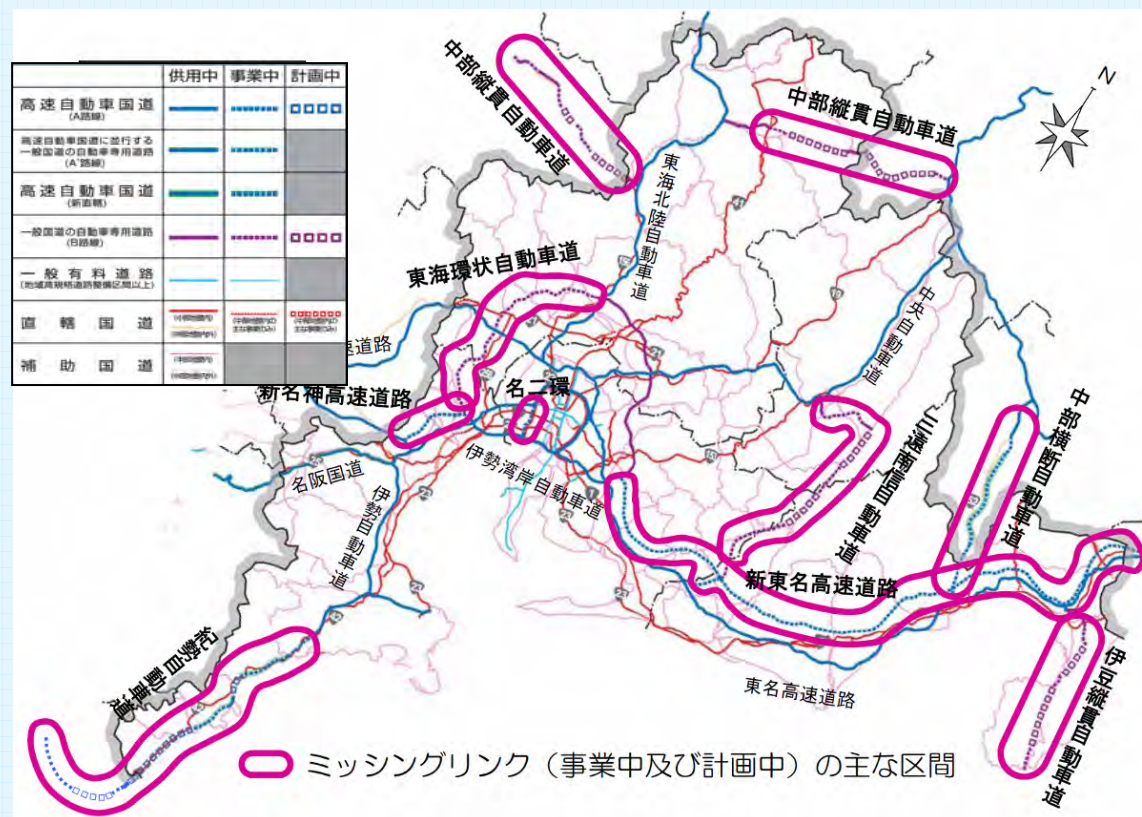 供用中 事業中 計画中
高速自動車国道
(A路線)
高速自動車国道に並行する
一般国道の自動車専用道路
(A'路線)
高速自動車国道
(新直轄)
一般国道の自動車専用道路
(B路線)
一般有料道路
(地域高規格道路整備区間以上)
直轄国道
補助国道
中部縦貫自動車道
中部縦貫自動車道
N
東海北陸自動車道
東海環状自動車道
中央自動車道
速道路
新名神高速道路
名二環
三遠南信自動車道
中部横断自動車道
名阪国道
伊勢湾岸自動車道
伊勢自動車道
新東名高速道路
紀勢自動車道
東名高速道路
伊豆縦貫自動車道
ミッシングリンク（事業中及び計画中）の主な区間